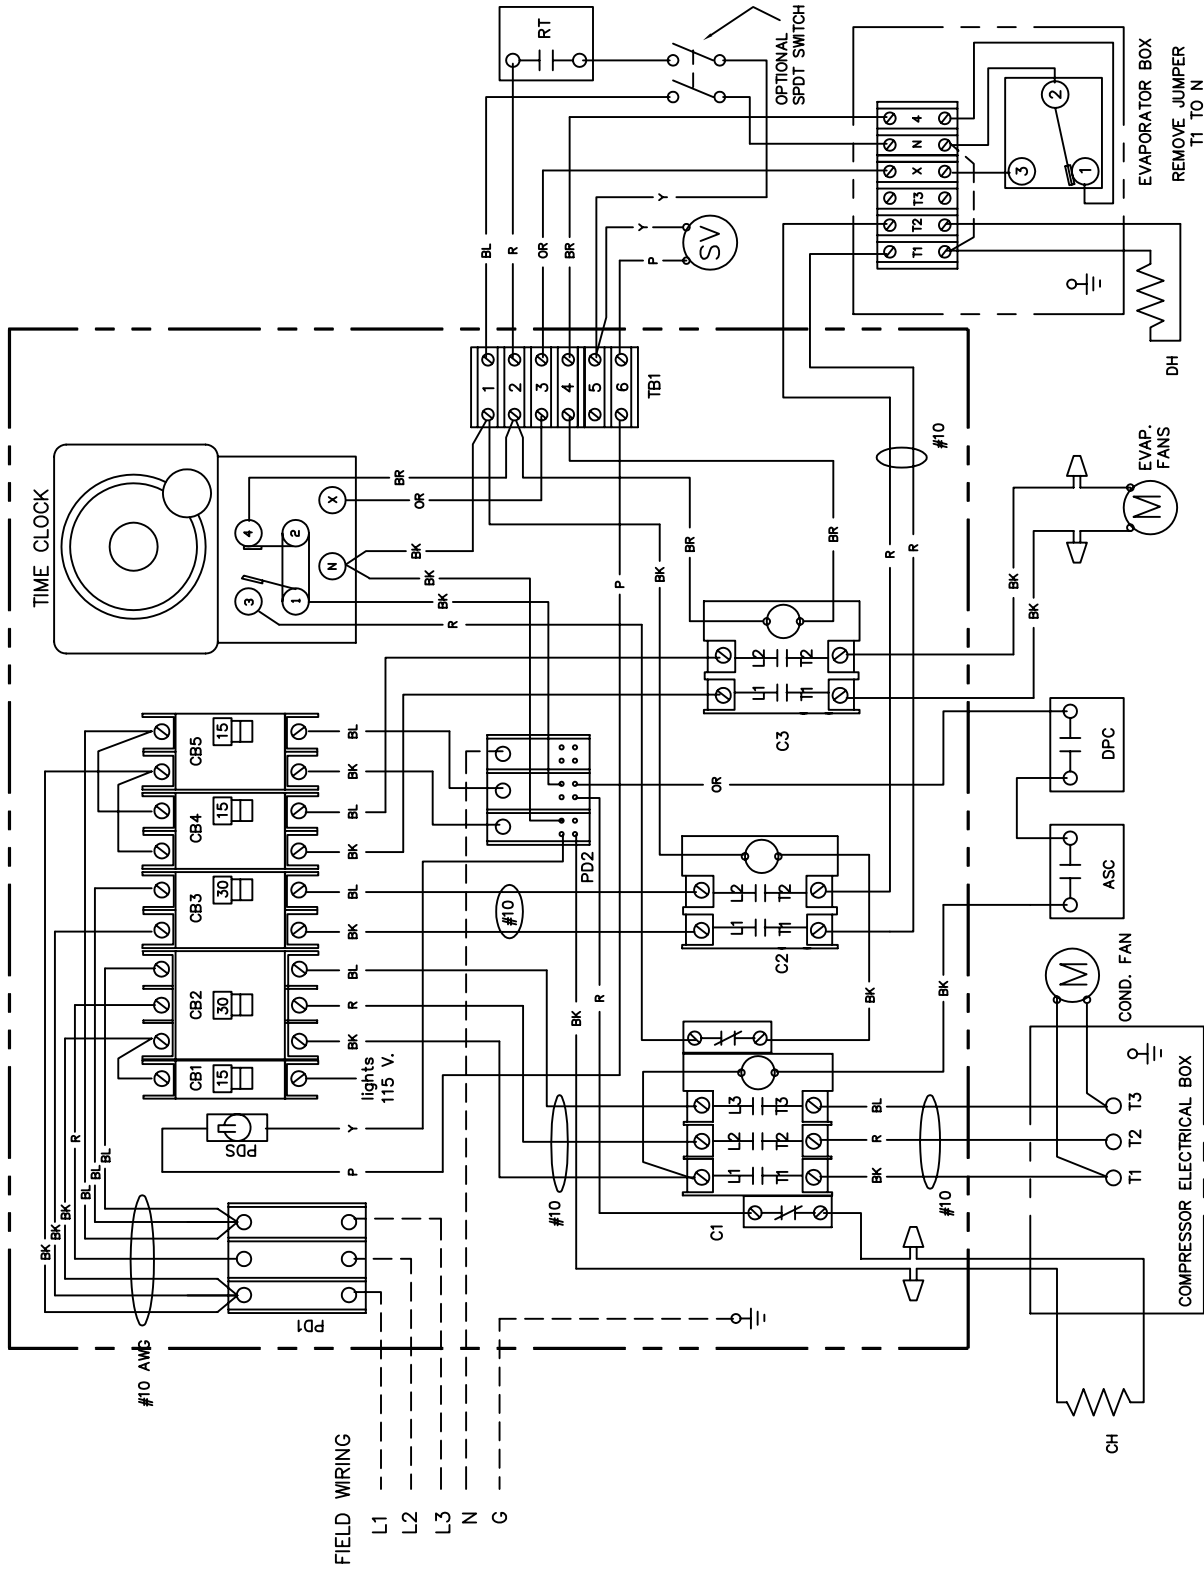 TIME CLOCK
4
2
3
1
X
N
BR
OR
BK
BK
BK
R
RT
OPTIONAL
SPDT SWITCH
BL
R
OR
BR
Y
Y
P
SV
TB1
1
2
3
4
5
6
4
N
X
T3
T2
T1
2
3
1
EVAPORATOR BOX
REMOVE JUMPER
T1 TO N
DH
#10
EVAP.
FANS
M
BK
BK
R
R
BR
BR
BK
P
CB5
15
CB4
15
CB3
30
CB2
30
CB1
15
BL
BK
BL
BK
BL
BK
BL
R
BK
lights
115 V.
PDS
Y
P
PD2
#10
C3
L2
T2
L1
T1
OR
DPC
ASC
C2
L2
T2
L1
T1
BK
BK
BK
R
COND. FAN
M
C1
L3
T3
L2
T2
L1
T1
BL
R
BK
#10
#10
T3
T2
T1
COMPRESSOR ELECTRICAL BOX
CH
R
BL
BL
BL
BK
BK
BK
#10 AWG
PD1
FIELD WIRING
L1
L2
L3
N
G